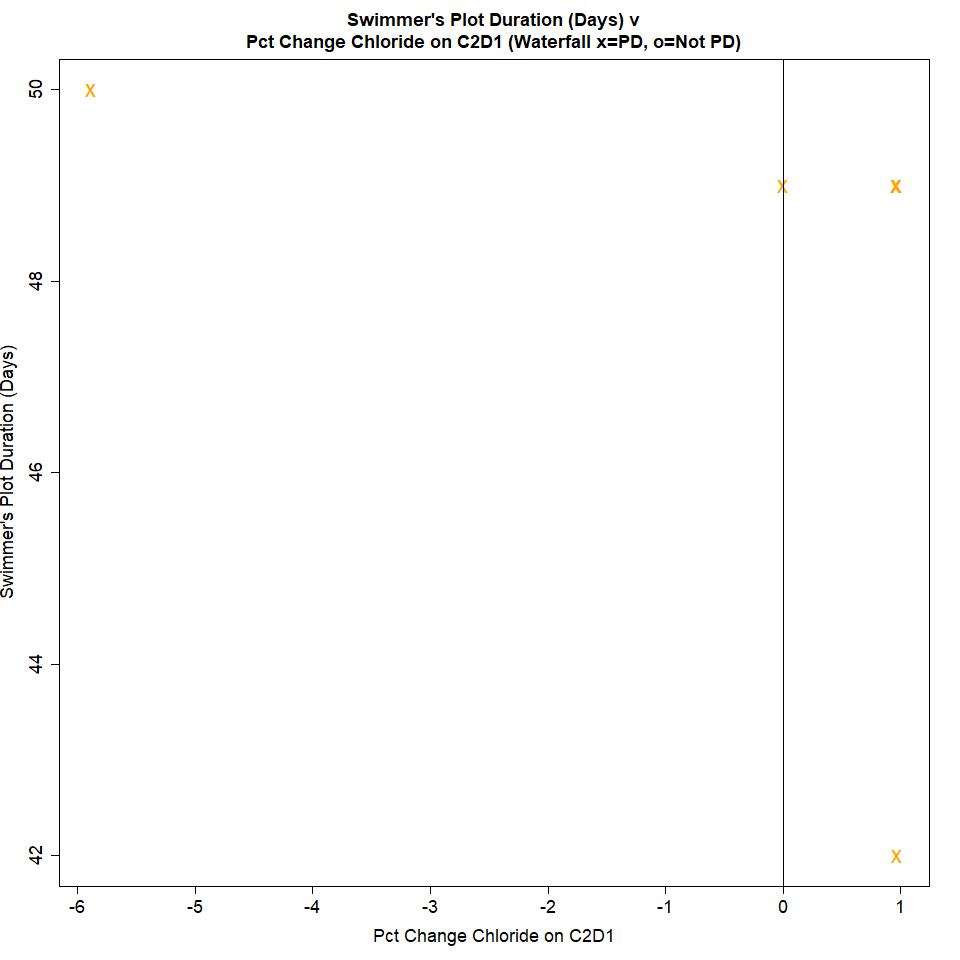 Swimmer's Plot Duration (Days) v
Pct Change Chloride on C2D1 (Waterfall x=PD, o=Not PD)
Swimmer's Plot Duration (Days)
50
48
46
44
42
X
X
X
X
-6
-5
-4
-3
-2
-1
0
1
Pct Change Chloride on C2D1